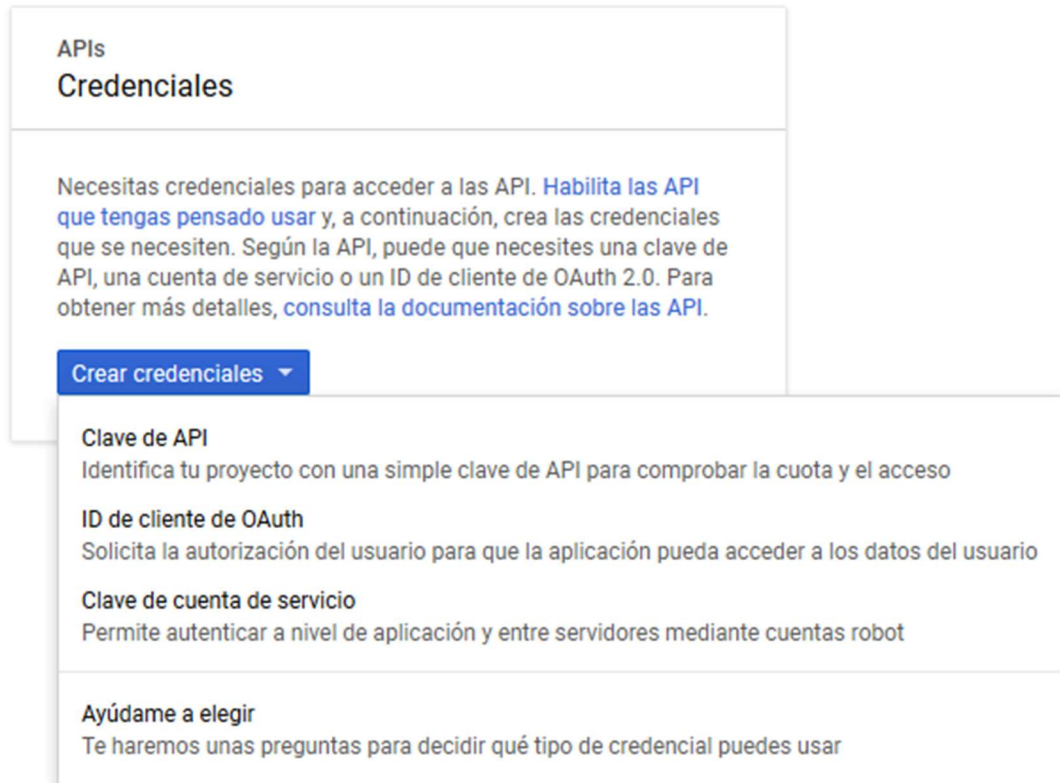 APIs
Credenciales
Necesitas credenciales para acceder a las API. Habilita las API
que tengas pensado usar y, a continuación, crea las credenciales
que se necesiten. Según la API, puede que necesites una clave de
API, una cuenta de servicio o un ID de cliente de OAuth 2.0. Para
obtener más detalles, consulta la documentación sobre las API.
Crear credenciales
Clave de API
Identifica tu proyecto con una simple clave de API para comprobar la cuota y el acceso
ID de cliente de OAuth
Solicita la autorización del usuario para que la aplicación pueda acceder a los datos del usuario
Clave de cuenta de servicio
Permite autenticar a nivel de aplicación y entre servidores mediante cuentas robot
Ayúdame a elegir
Te haremos unas preguntas para decidir qué tipo de credencial puedes usar